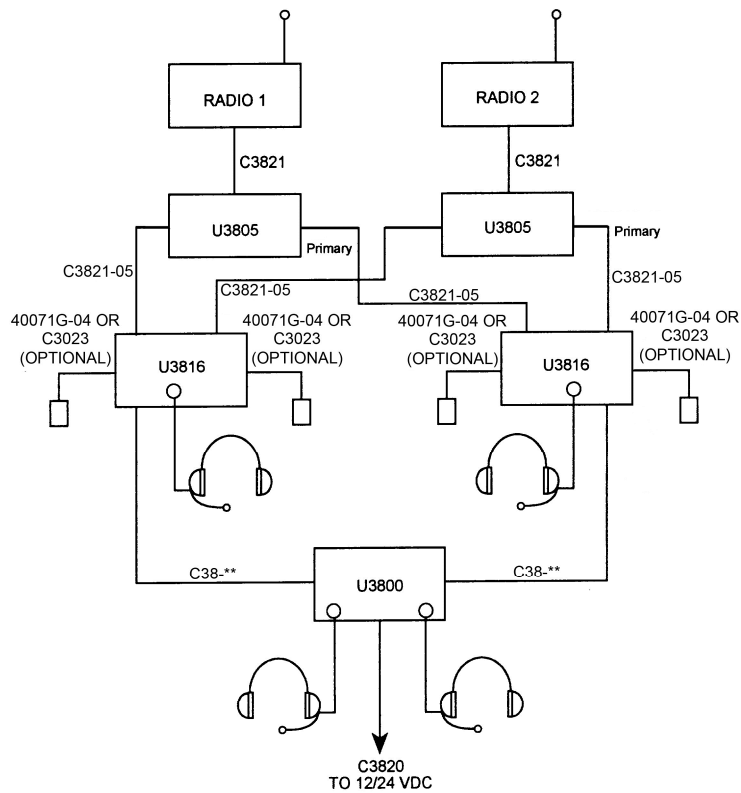 RADIO 1
RADIO 2
C3821
C3821
U3805
U3805
Primary
Primary
C3821-05
C3821-05
C3821-05
C3821-05
40071G-04 OR
C3023
(OPTIONAL)
40071G-04 OR
C3023
(OPTIONAL)
40071G-04 OR
C3023
(OPTIONAL)
40071G-04 OR
C3023
(OPTIONAL)
U3816
U3816
C38-**
C38-**
U3800
C3820
TO 12/24 VDC